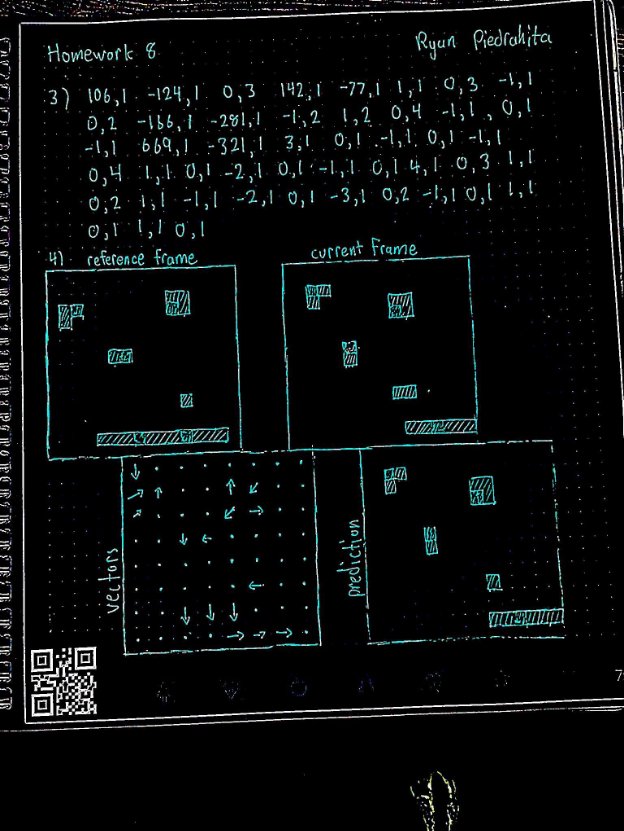 Homework 8
Ryan Piedrahita
3) 106,1 -124,1 0,3 142,1 -77,1 1,1 0,3 -1,1
0,2 -166,1 -281,1 -1,2 1,2 0,4 -1,1, 0,1
-1,1 669,1 -321,1 3,1 0,1 -1,1 0,1 -1,1
0,4 1,1 0,1 -2,1 0,1 -1,1 0,1 4,1 0,3 1,1
0,2 1,1 -1,1 -2,1 0,1 -3,1 0,2 -1,1 0,1 1,1
0,1 1,1 0,1
4) reference frame
current frame
vectors
prediction
7